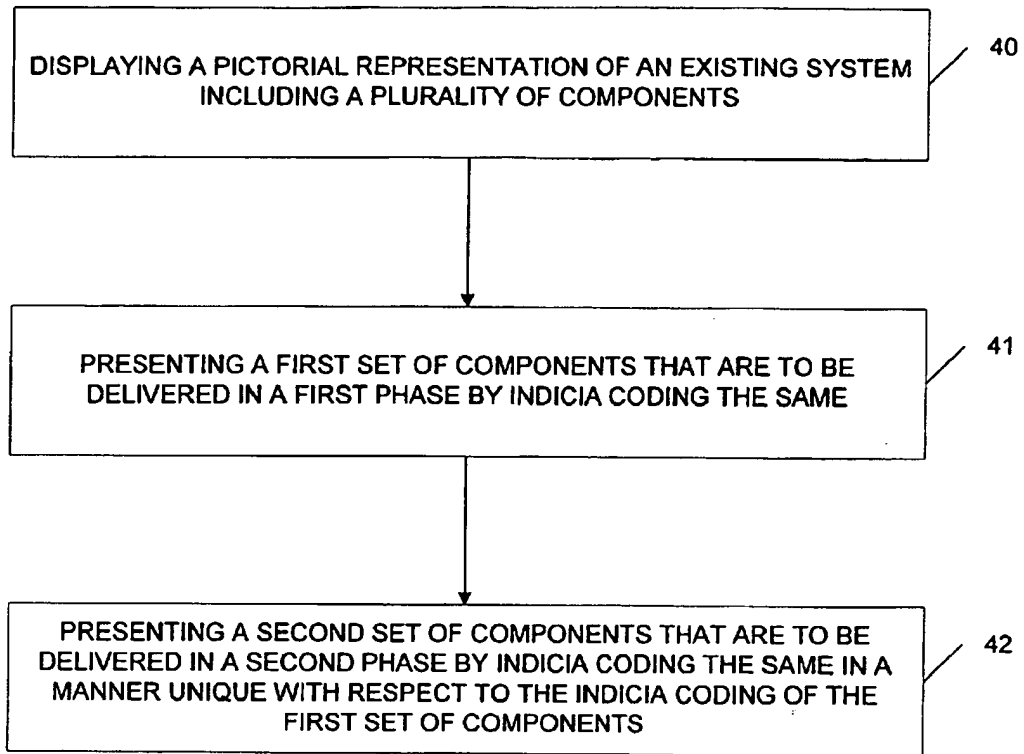 DISPLAYING A PICTORIAL REPRESENTATION OF AN EXISTING SYSTEM
INCLUDING A PLURALITY OF COMPONENTS
40
PRESENTING A FIRST SET OF COMPONENTS THAT ARE TO BE
DELIVERED IN A FIRST PHASE BY INDICIA CODING THE SAME
41
PRESENTING A SECOND SET OF COMPONENTS THAT ARE TO BE
DELIVERED IN A SECOND PHASE BY INDICIA CODING THE SAME IN A
MANNER UNIQUE WITH RESPECT TO THE INDICIA CODING OF THE
FIRST SET OF COMPONENTS
42